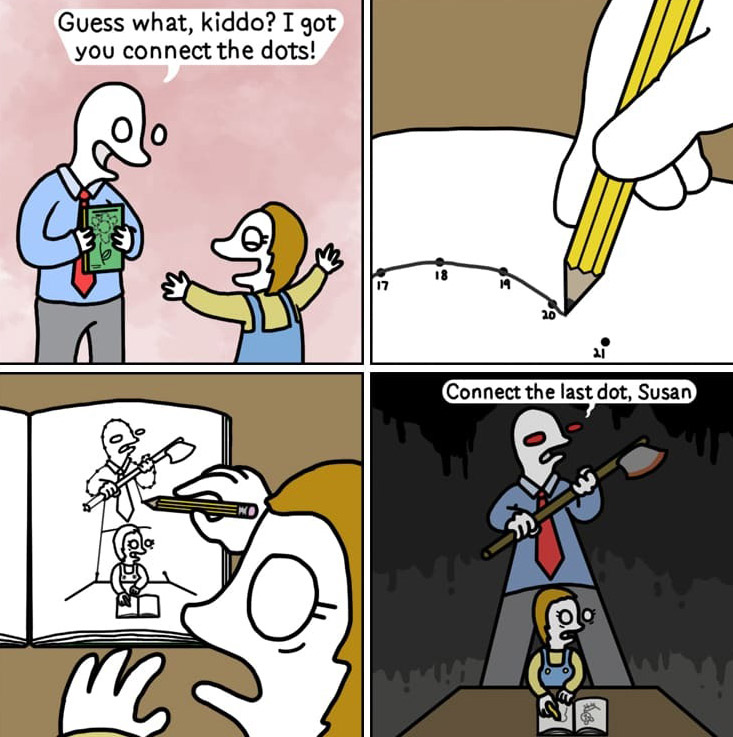 Guess what, kiddo? I got
you connect the dots!
17
18
19
20
21
Connect the last dot, Susan